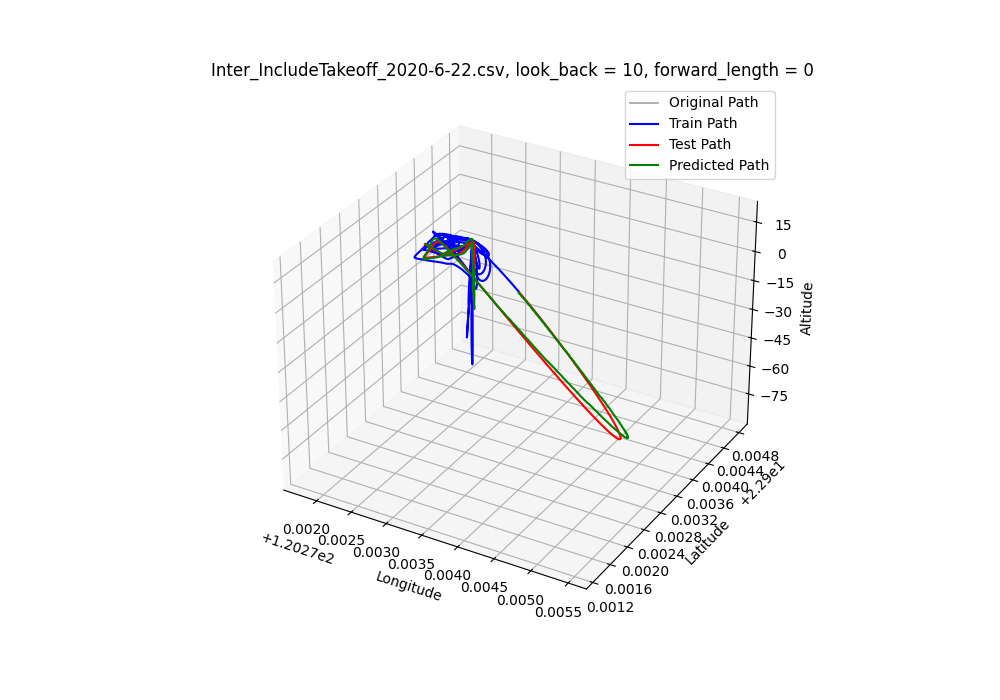 Inter_IncludeTakeoff_2020-6-22.csv, look_back = 10, forward_length = 0
Original Path
Train Path
Test Path
Predicted Path
15
0
−15
−30
−45
−60
−75
Altitude
0.0048
0.0044
0.0040
0.0036
0.0032
0.0028
0.0024
0.0020
0.0016
0.0012
+2.29e1
Latitude
0.0020
0.0025
0.0030
0.0035
0.0040
0.0045
0.0050
0.0055
+1.2027e2
Longitude